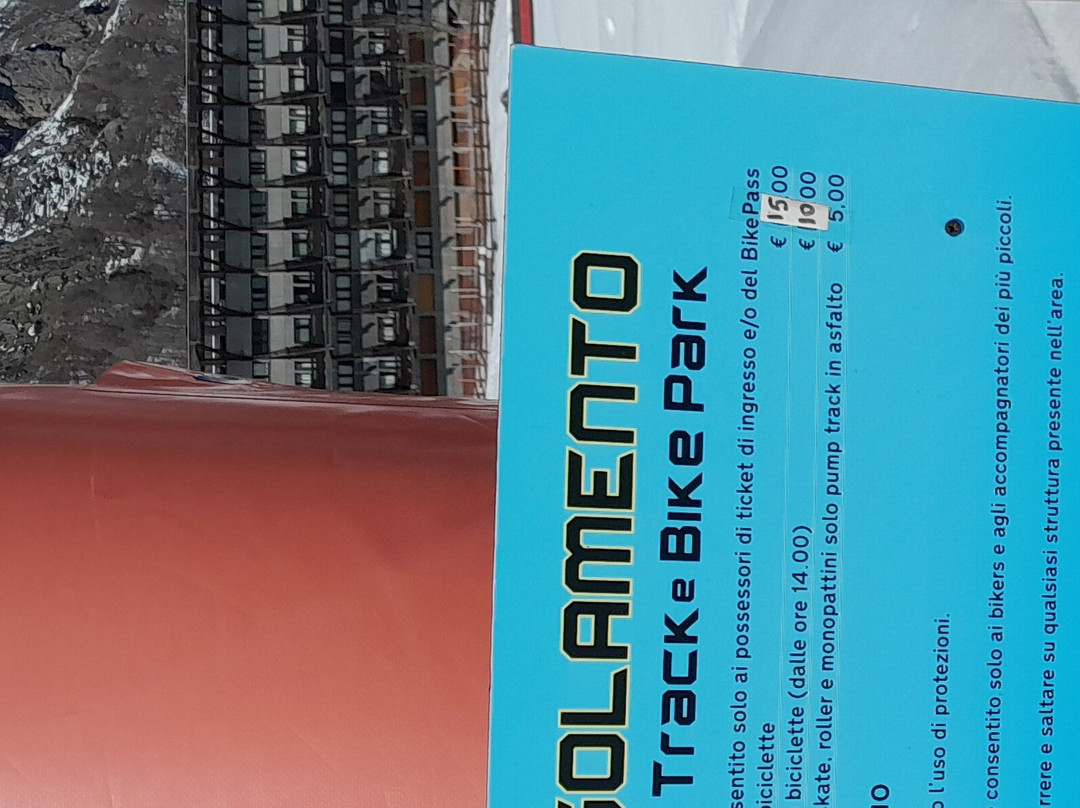 GOLAMENTO
Track e Bike Park
sentito solo ai possessori di ticket di ingresso e/o del BikePass
biciclette € 15,00
biciclette (dalle ore 14.00) € 10,00
kate, roller e monopattini solo pump track in asfalto € 5,00
l'uso di protezioni.
consentito solo ai bikers e agli accompagnatori dei più piccoli.
rrere e saltare su qualsiasi struttura presente nell'area.